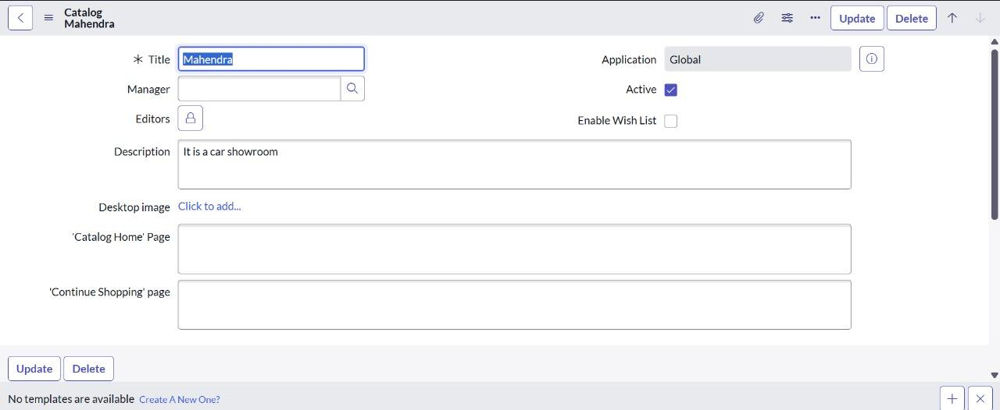 Catalog
Mahendra
Update Delete
Title Mahendra Application Global
Manager Active
Editors Enable Wish List
Description It is a car showroom
Desktop image Click to add...
'Catalog Home' Page
'Continue Shopping' page
Update Delete
No templates are available Create A New One?